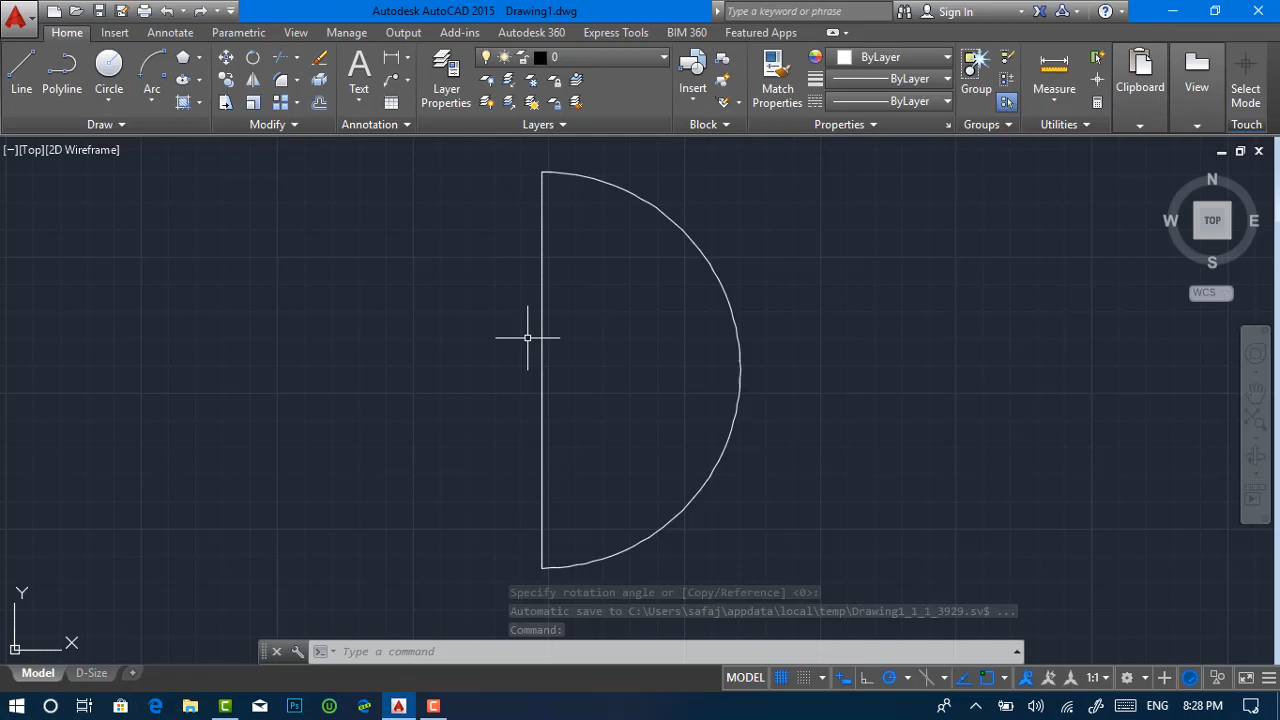 Autodesk AutoCAD 2015 Drawing1.dwg
Type a keyword or phrase
Sign In
Home Insert Annotate Parametric View Manage Output Add-ins Autodesk 360 Express Tools BIM 360 Featured Apps
0
ByLayer
ByLayer
ByLayer
Line Polyline Circle Arc Text Layer Properties Insert Match Properties Group Measure Clipboard View Select Mode
Draw Modify Annotation Layers Block Properties Groups Utilities Touch
[−][Top][2D Wireframe]
N
W TOP E
S
WCS
Specify rotation angle or [Copy/Reference] <0>:
Automatic save to C:\Users\safaj\appdata\local\temp\Drawing1_1_1_3929.sv$ ...
Command:
Y
X
Type a command
Model D-Size + MODEL 1:1
Ps ENG 8:28 PM